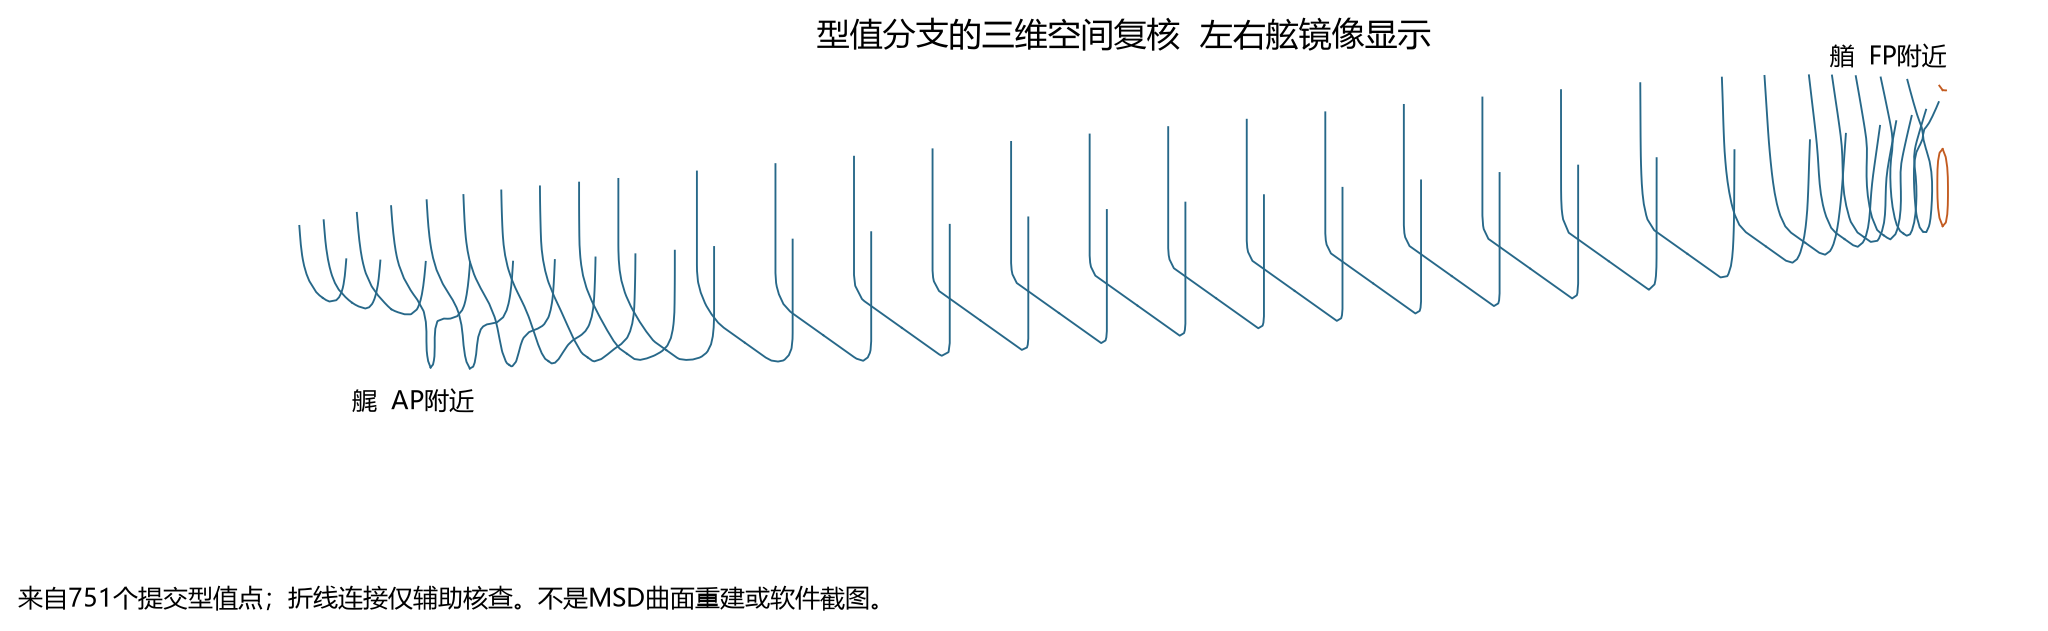 型值分支的三维空间复核 左右舷镜像显示
艏 FP附近
艉 AP附近
来自751个提交型值点；折线连接仅辅助核查。不是MSD曲面重建或软件截图。